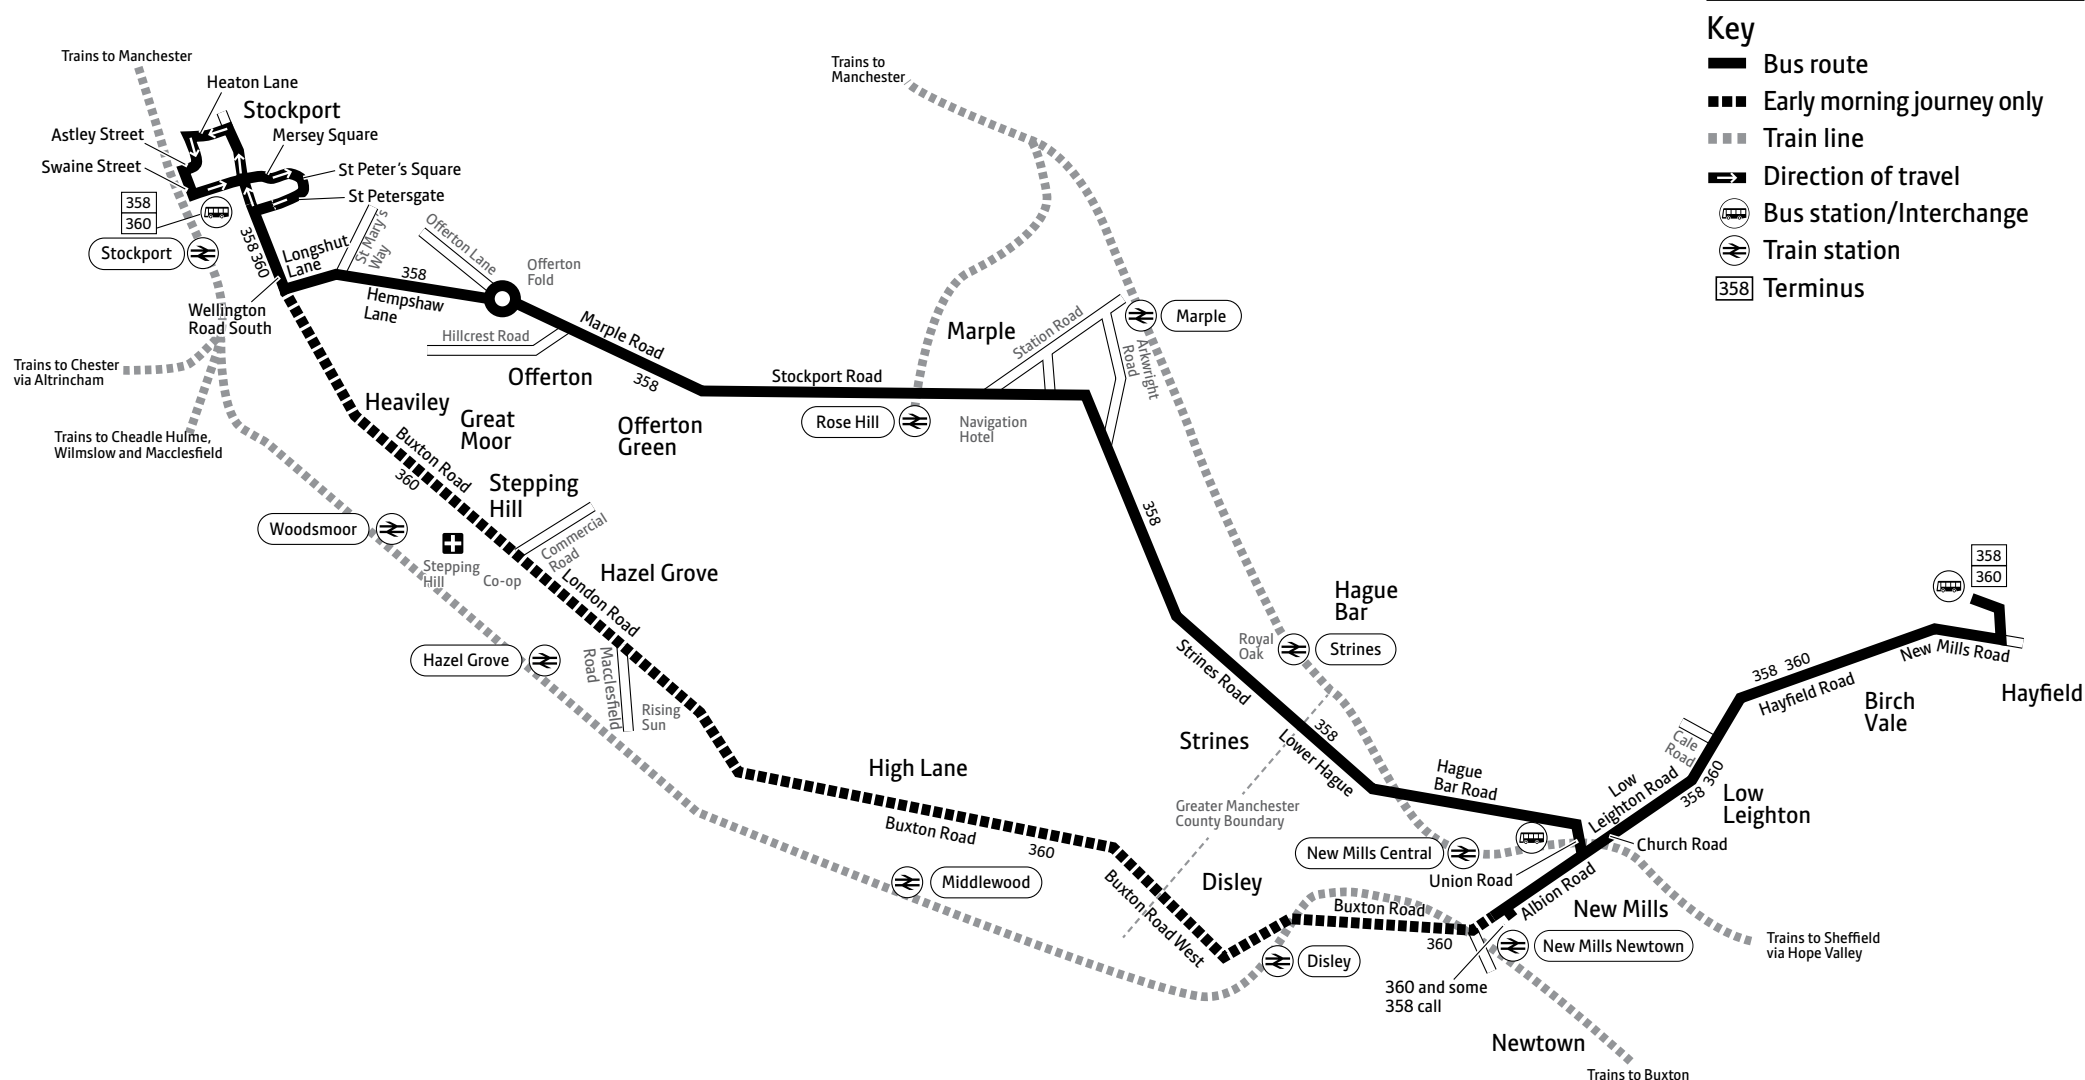 Key
Bus route
Early morning journey only
Train line
Direction of travel
Bus station/Interchange
Train station
358 Terminus
Trains to Manchester
Heaton Lane
Stockport
Astley Street
Mersey Square
Swaine Street
St Peter's Square
St Petersgate
358
360
Stockport
358 360
Longshut
Lane
St Mary's
Way
Offerton Lane
Offerton
Fold
358
Hempshaw
Lane
Wellington
Road South
Hillcrest Road
Marple Road
358
Offerton
Trains to Chester
via Altrincham
Trains to Cheadle Hulme,
Wilmslow and Macclesfield
Heaviley
Great
Moor
Offerton
Green
Stockport Road
Rose Hill
Trains to
Manchester
Marple
Station Road
Marple
Arkwright
Road
Navigation
Hotel
Buxton Road
360
Stepping
Hill
Woodsmoor
Stepping
Hill
Co-op
Commercial
Road
London Road
Hazel Grove
Hazel Grove
Macclesfield
Road
Rising
Sun
358
Hague
Bar
Royal
Oak
Strines
Strines Road
358
Strines
Lower Hague
Hague
Bar Road
Greater Manchester
County Boundary
High Lane
Buxton Road
360
Middlewood
Buxton Road West
Disley
Buxton Road
360
Disley
New Mills Central
Union Road
Albion Road
New Mills
New Mills Newtown
360 and some
358 call
Newtown
Trains to Buxton
Trains to Sheffield
via Hope Valley
Church Road
Low
Leighton Road
358 360
Low
Leighton
Cale
Road
358 360
Hayfield Road
Birch
Vale
New Mills Road
Hayfield
358
360